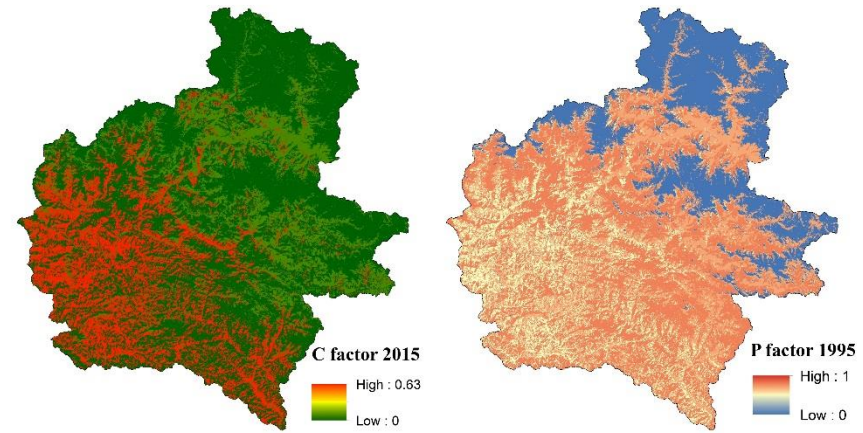 C factor 2015
High : 0.63
Low : 0
P factor 1995
High : 1
Low : 0